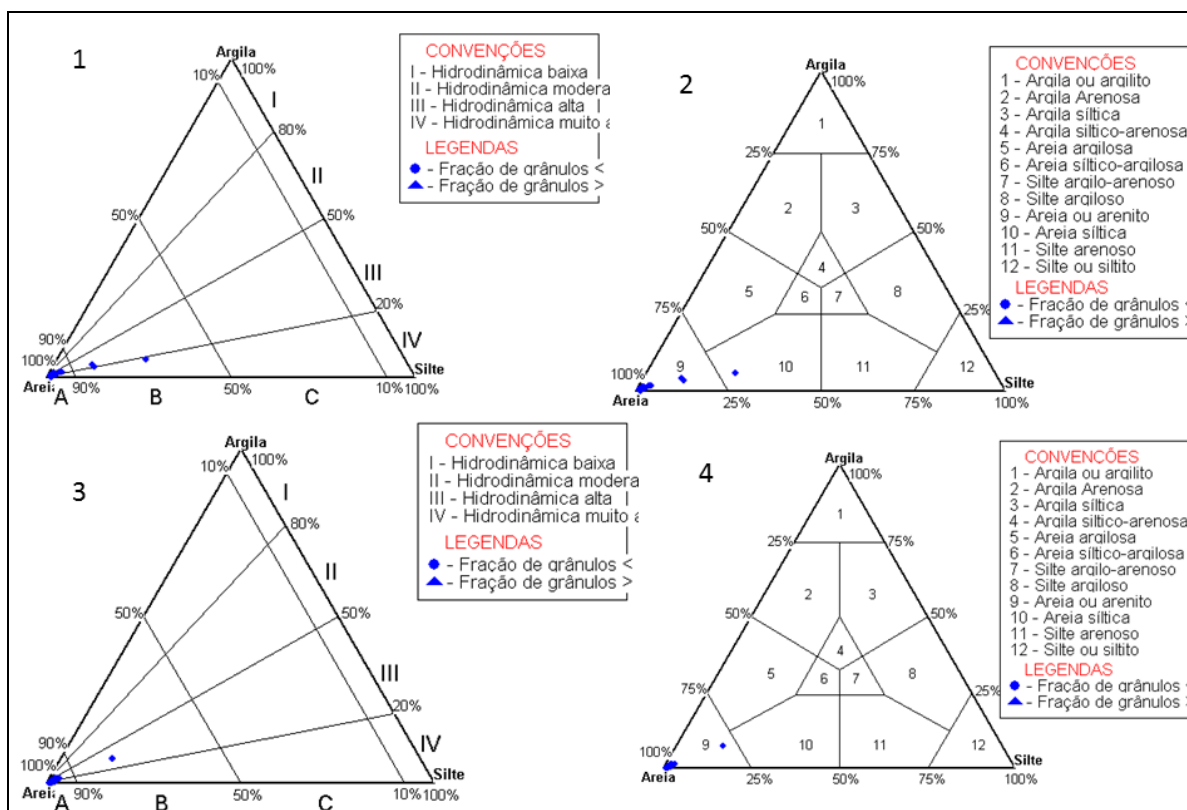 1
Argila
10%
100%
I
80%
II
50%
50%
III
20%
IV
90%
100%
Silte
Areia
A
90%
B
50%
C
10%
100%
CONVENÇÕES
I - Hidrodinâmica baixa
II - Hidrodinâmica modera
III - Hidrodinâmica alta
IV - Hidrodinâmica muito
LEGENDAS
- Fração de grânulos <
- Fração de grânulos >
2
Argila
100%
1
25%
75%
2
3
50%
50%
4
5
6
7
8
75%
25%
100%
9
10
11
12
Silte
Areia
25%
50%
75%
100%
CONVENÇÕES
1 - Argila ou argilito
2 - Argila Arenosa
3 - Argila síltica
4 - Argila siltico-arenosa
5 - Areia argilosa
6 - Areia síltico-argilosa
7 - Silte argilo-arenoso
8 - Silte argiloso
9 - Areia ou arenito
10 - Areia síltica
11 - Silte arenoso
12 - Silte ou siltito
LEGENDAS
- Fração de grânulos
- Fração de grânulos >
3
Argila
10%
100%
I
80%
II
50%
50%
III
20%
IV
90%
100%
Silte
Areia
A
90%
B
50%
C
10%
100%
CONVENÇÕES
I - Hidrodinâmica baixa
II - Hidrodinâmica modera
III - Hidrodinâmica alta
IV - Hidrodinâmica muito
LEGENDAS
- Fração de grânulos <
- Fração de grânulos >
4
Argila
100%
1
25%
75%
2
3
50%
50%
4
5
6
7
8
75%
25%
100%
9
10
11
12
Silte
Areia
25%
50%
75%
100%
CONVENÇÕES
1 - Argila ou argilito
2 - Argila Arenosa
3 - Argila síltica
4 - Argila siltico-arenosa
5 - Areia argilosa
6 - Areia síltico-argilosa
7 - Silte argilo-arenoso
8 - Silte argiloso
9 - Areia ou arenito
10 - Areia síltica
11 - Silte arenoso
12 - Silte ou siltito
LEGENDAS
- Fração de grânulos
- Fração de grânulos